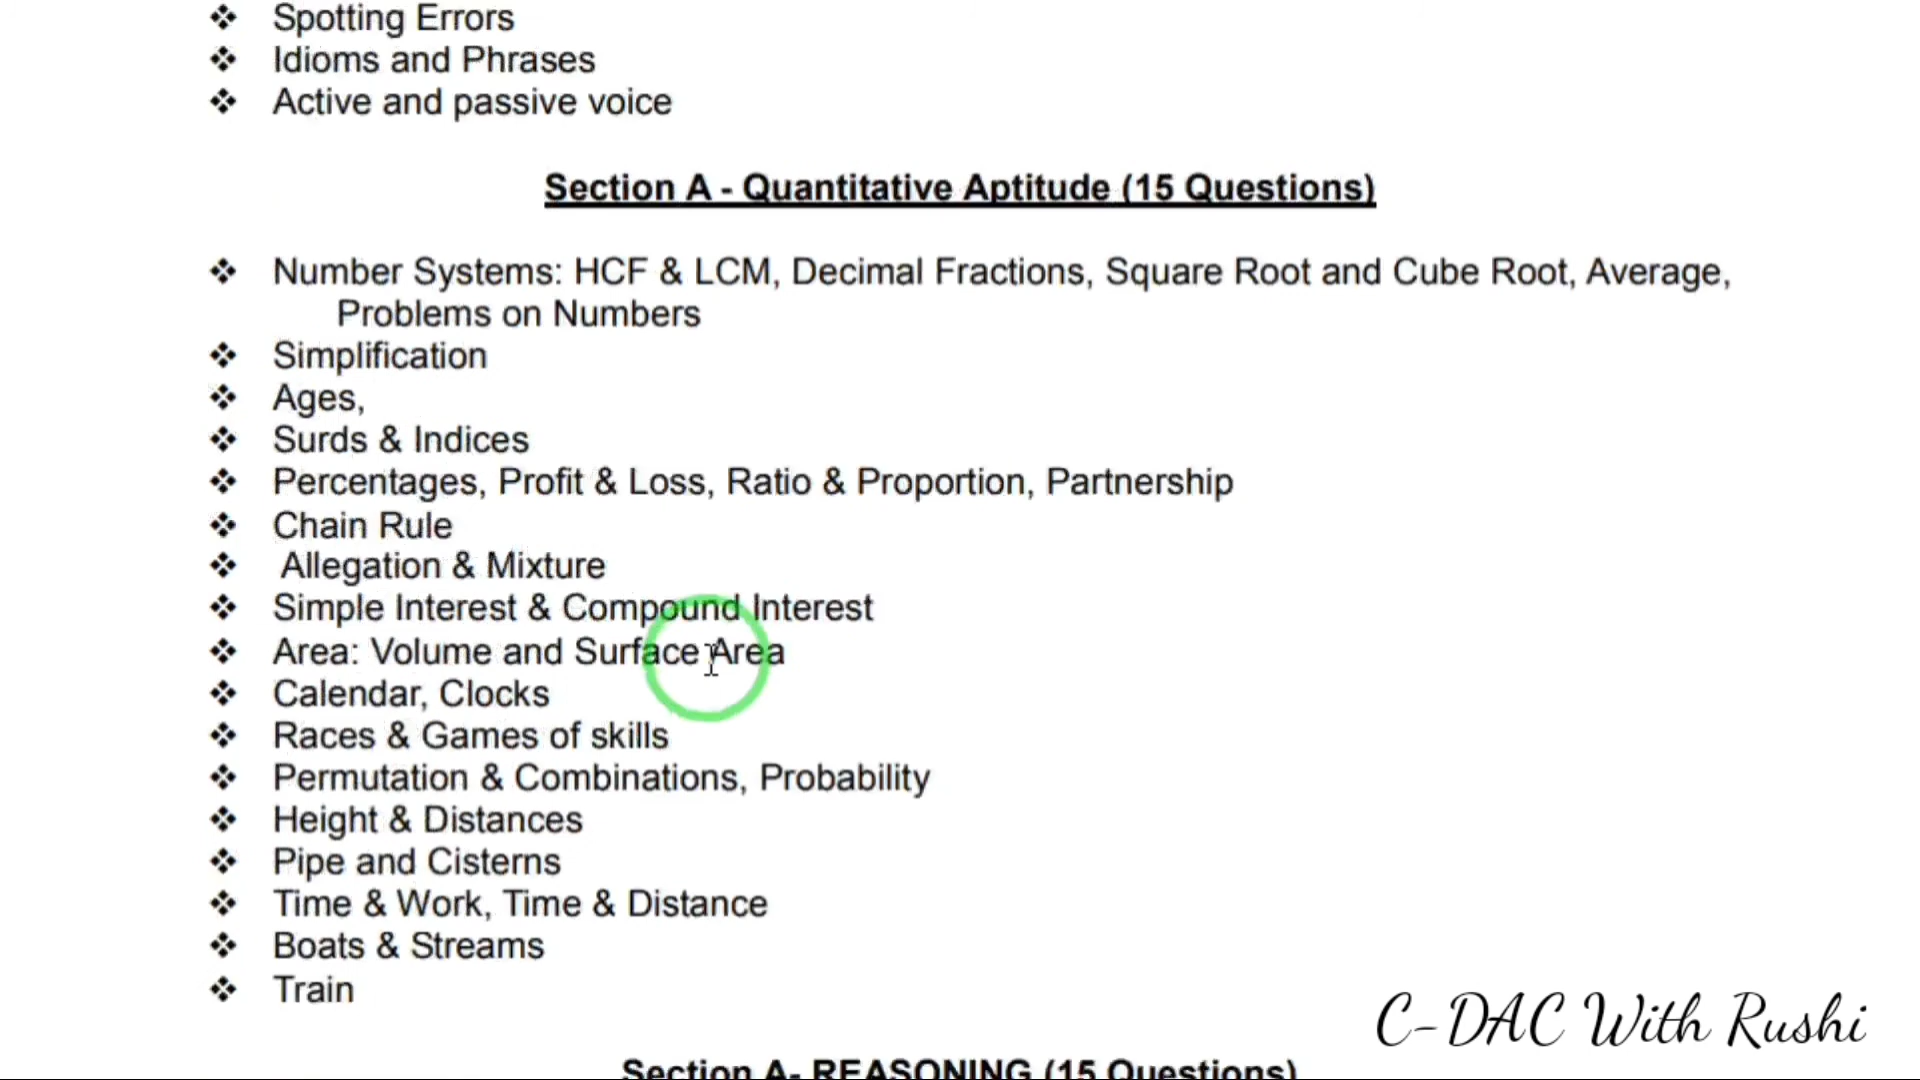 ❖ Spotting Errors
❖ Idioms and Phrases
❖ Active and passive voice
Section A - Quantitative Aptitude (15 Questions)
❖ Number Systems: HCF & LCM, Decimal Fractions, Square Root and Cube Root, Average,
Problems on Numbers
❖ Simplification
❖ Ages,
❖ Surds & Indices
❖ Percentages, Profit & Loss, Ratio & Proportion, Partnership
❖ Chain Rule
❖ Allegation & Mixture
❖ Simple Interest & Compound Interest
❖ Area: Volume and Surface Area
❖ Calendar, Clocks
❖ Races & Games of skills
❖ Permutation & Combinations, Probability
❖ Height & Distances
❖ Pipe and Cisterns
❖ Time & Work, Time & Distance
❖ Boats & Streams
❖ Train
C-DAC With Rushi
Section A- REASONING (15 Questions)